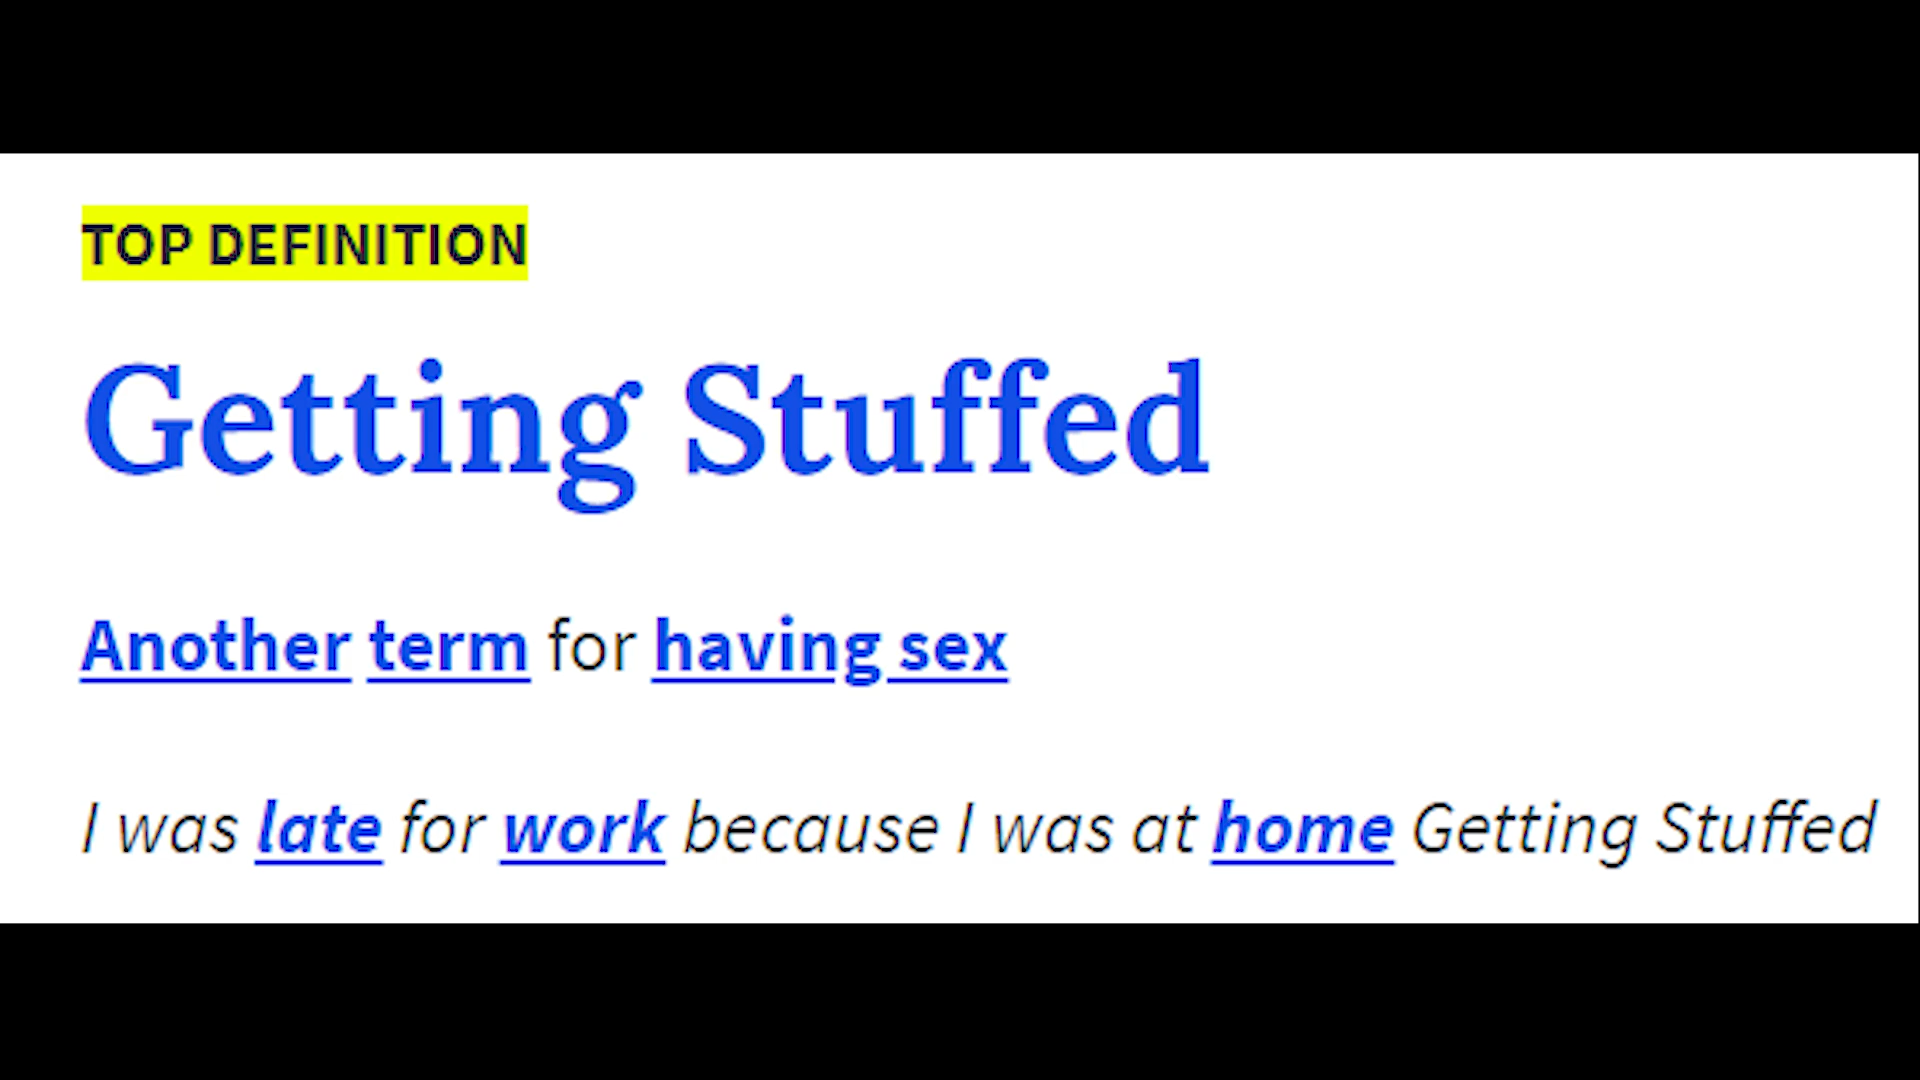 TOP DEFINITION
Getting Stuffed
Another term for having sex
I was late for work because I was at home Getting Stuffed